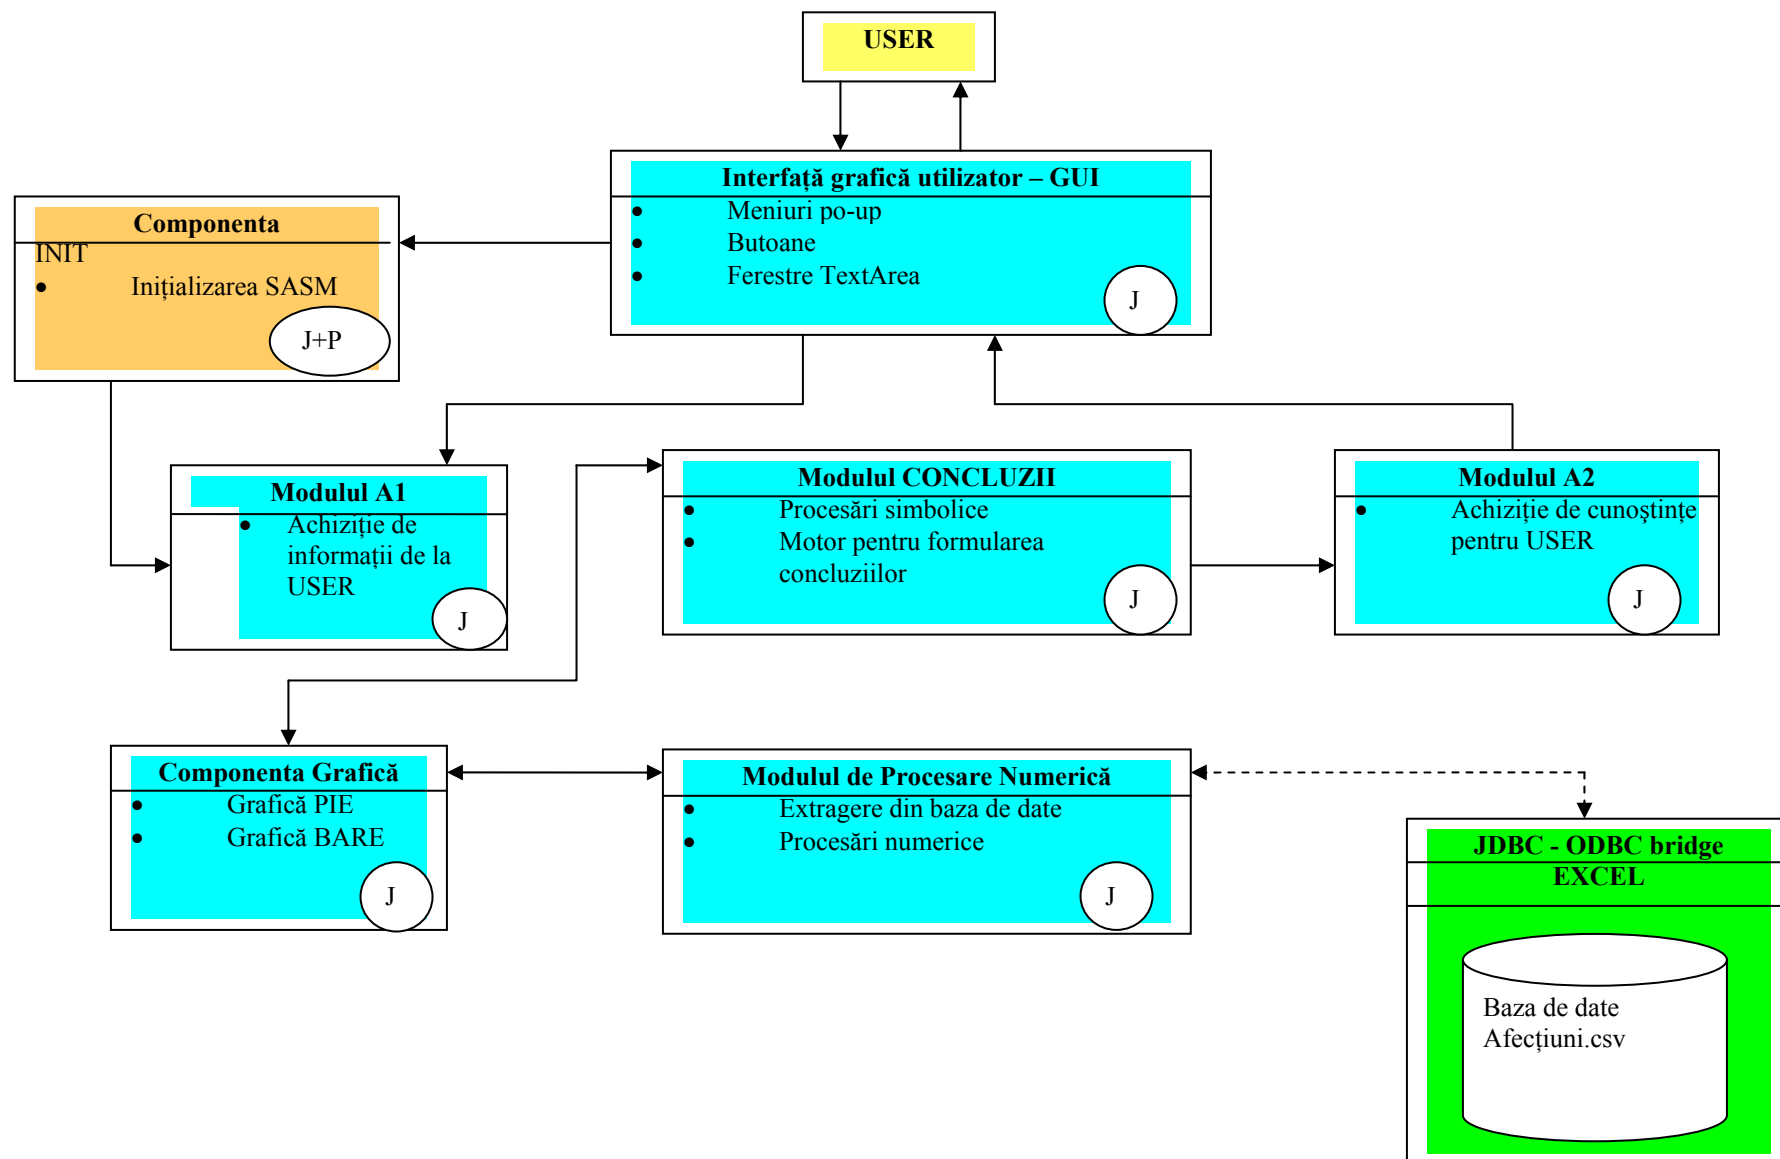 USER
Interfață grafică utilizator – GUI
Meniuri po-up
Butoane
Ferestre TextArea
J
Componenta
INIT
Inițializarea SASM
J+P
Modulul A1
Achiziție de
informații de la
USER
J
Modulul CONCLUZII
Procesări simbolice
Motor pentru formularea
concluziilor
J
Modulul A2
Achiziție de cunoştințe
pentru USER
J
Componenta Grafică
Grafică PIE
Grafică BARE
J
Modulul de Procesare Numerică
Extragere din baza de date
Procesări numerice
J
JDBC - ODBC bridge
EXCEL
Baza de date
Afecțiuni.csv